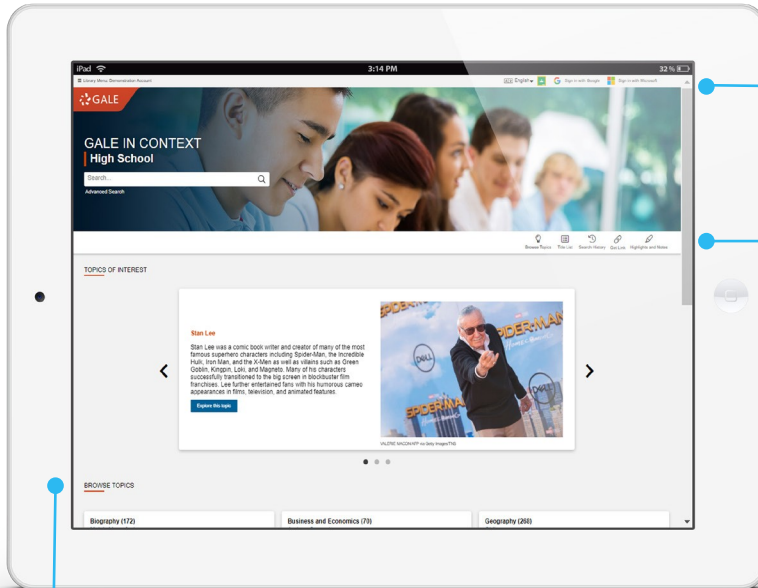 iPad 3:14 PM 32 %
Library Menu Demonstration Account English Sign in with Google Sign in with Microsoft
GALE
GALE IN CONTEXT
High School
Search...
Advanced Search
Browse Topics Title List Search History Get Link Highlights and Notes
TOPICS OF INTEREST
Stan Lee
Stan Lee was a comic book writer and creator of many of the most
famous superhero characters including Spider-Man, the Incredible
Hulk, Iron Man, and the X-Men as well as villains such as Green
Goblin, Kingpin, Loki, and Magneto. Many of his characters
successfully transitioned to the big screen in blockbuster film
franchises. Lee further entertained fans with his humorous cameo
appearances in films, television, and animated features.
Explore this topic
SPIDER-MAN
DELL
SPIDER-MAN
VALERIE MACON/AFP via Getty Images/TNS
BROWSE TOPICS
Biography (172) Business and Economics (70) Geography (268)